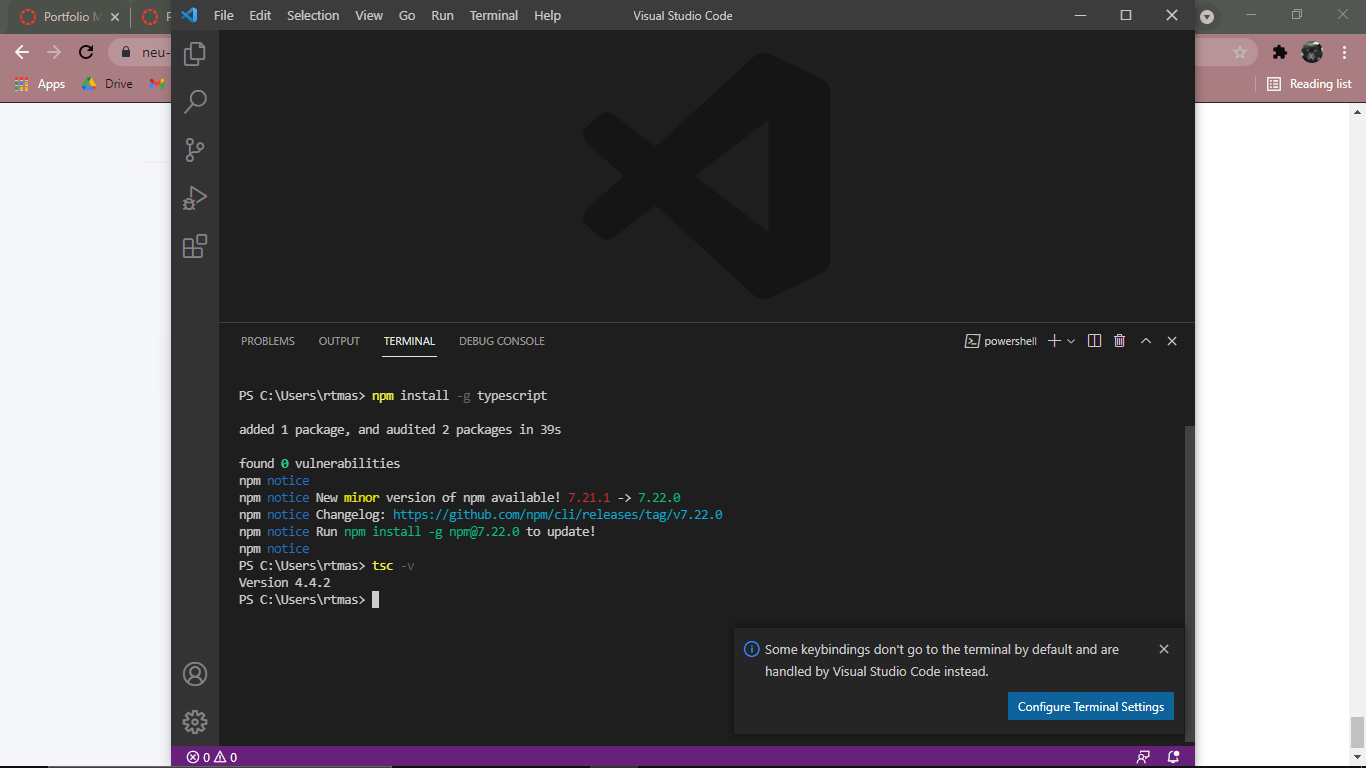 Portfolio M
File Edit Selection View Go Run Terminal Help
Visual Studio Code
neu-
Apps
Drive
Reading list
PROBLEMS OUTPUT TERMINAL DEBUG CONSOLE
powershell
PS C:\Users\rtmas> npm install -g typescript
added 1 package, and audited 2 packages in 39s
found 0 vulnerabilities
npm notice
npm notice New minor version of npm available! 7.21.1 -> 7.22.0
npm notice Changelog: https://github.com/npm/cli/releases/tag/v7.22.0
npm notice Run npm install -g npm@7.22.0 to update!
npm notice
PS C:\Users\rtmas> tsc -v
Version 4.4.2
PS C:\Users\rtmas>
Some keybindings don't go to the terminal by default and are
handled by Visual Studio Code instead.
Configure Terminal Settings
0 0